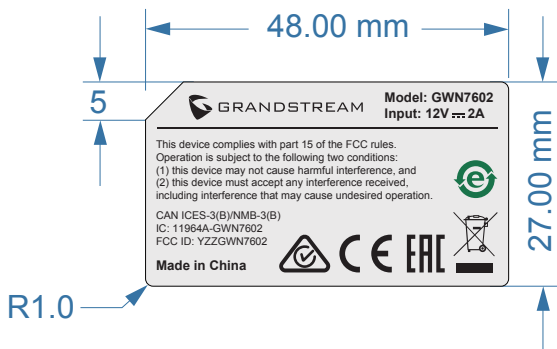 48.00 mm
5
GRANDSTREAM
Model: GWN7602
Input: 12V ⎓ 2A
This device complies with part 15 of the FCC rules.
Operation is subject to the following two conditions:
(1) this device may not cause harmful interference, and
(2) this device must accept any interference received,
including interference that may cause undesired operation.
CAN ICES-3(B)/NMB-3(B)
IC: 11964A-GWN7602
FCC ID: YZZGWN7602
Made in China
e
CE
EAC
27.00 mm
R1.0